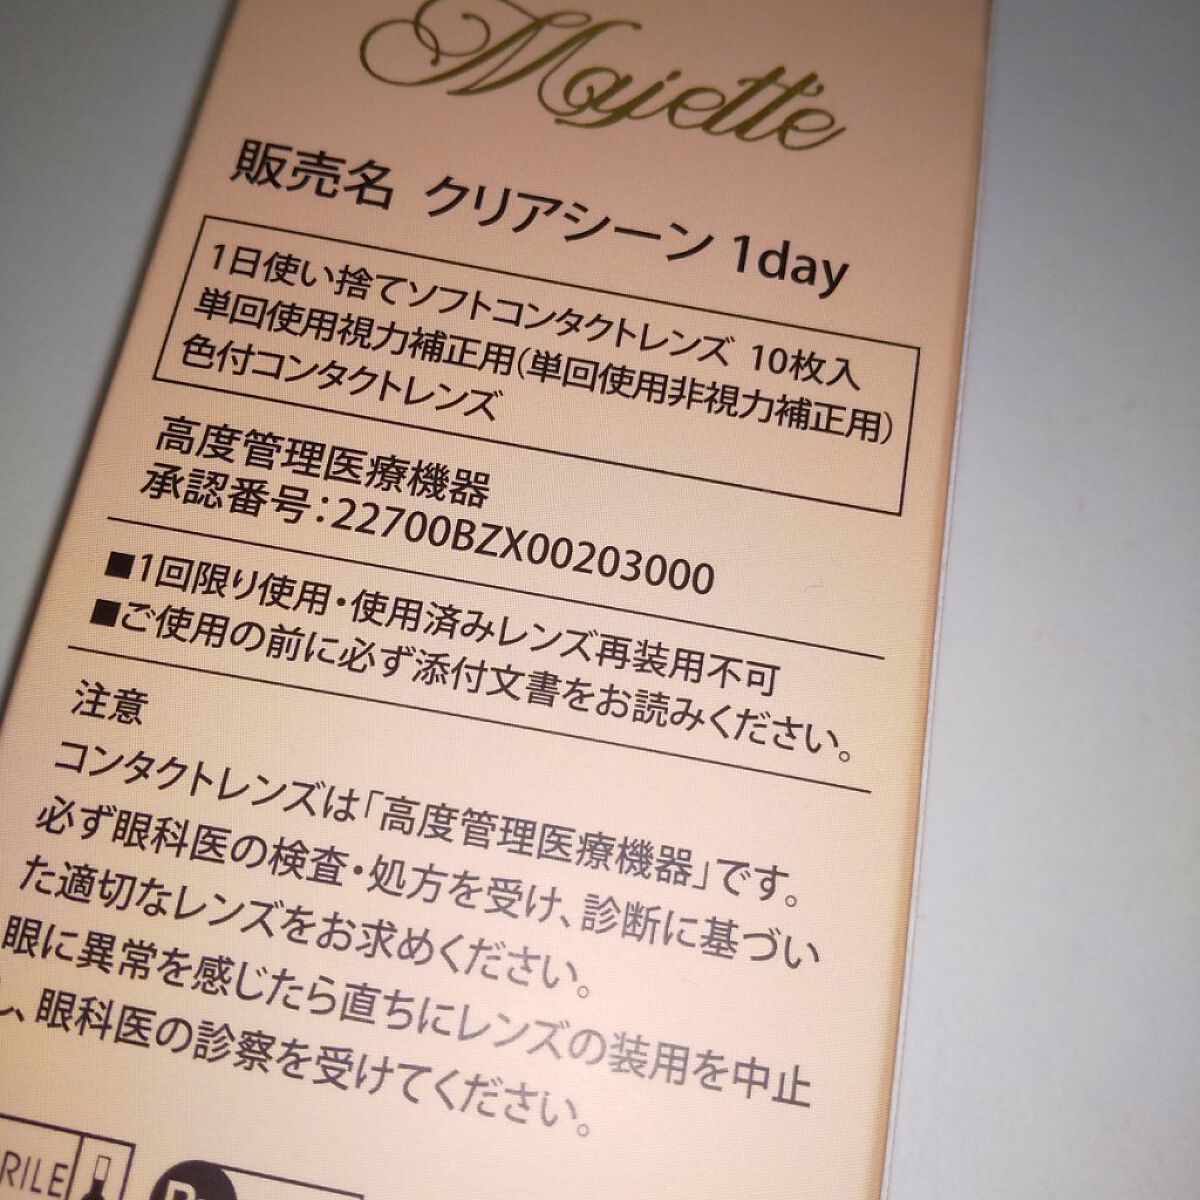 Majette
販売名 クリアシーン 1day
1日使い捨てソフトコンタクトレンズ 10枚入
単回使用視力補正用(単回使用非視力補正用)
色付コンタクトレンズ
高度管理医療機器
承認番号:22700BZX00203000
■1回限り使用・使用済みレンズ再装用不可
■ご使用の前に必ず添付文書をお読みください。
注意
コンタクトレンズは「高度管理医療機器」です。
必ず眼科医の検査・処方を受け、診断に基づい
た適切なレンズをお求めください。
眼に異常を感じたら直ちにレンズの装用を中止
し、眼科医の診察を受けてください。
RILE